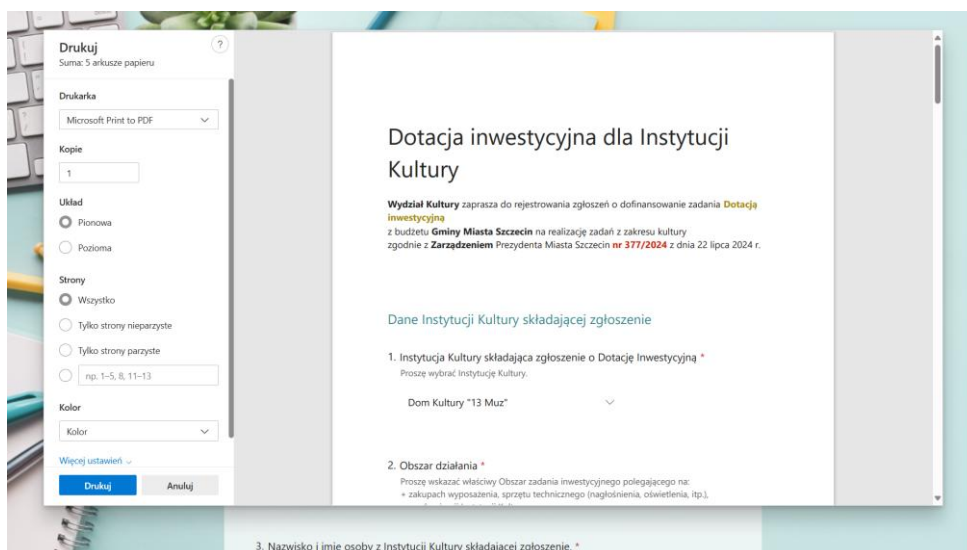 Drukuj
?
Suma: 5 arkusze papieru
Drukarka
Microsoft Print to PDF
Kopie
1
Układ
Pionowa
Pozioma
Strony
Wszystko
Tylko strony nieparzyste
Tylko strony parzyste
np. 1–5, 8, 11–13
Kolor
Kolor
Więcej ustawień
Drukuj Anuluj
Dotacja inwestycyjna dla Instytucji
Kultury
Wydział Kultury zaprasza do rejestrowania zgłoszeń o dofinansowanie zadania Dotacją
inwestycyjną
z budżetu Gminy Miasta Szczecin na realizację zadań z zakresu kultury
zgodnie z Zarządzeniem Prezydenta Miasta Szczecin nr 377/2024 z dnia 22 lipca 2024 r.
Dane Instytucji Kultury składającej zgłoszenie
1. Instytucja Kultury składająca zgłoszenie o Dotację Inwestycyjną *
Proszę wybrać Instytucję Kultury.
Dom Kultury "13 Muz"
2. Obszar działania *
Proszę wskazać właściwy Obszar zadania inwestycyjnego polegającego na:
+ zakupach wyposażenia, sprzętu technicznego (nagłośnienia, oświetlenia, itp.),
3. Nazwisko i imię osoby z Instytucji Kultury składającej zgłoszenie. *